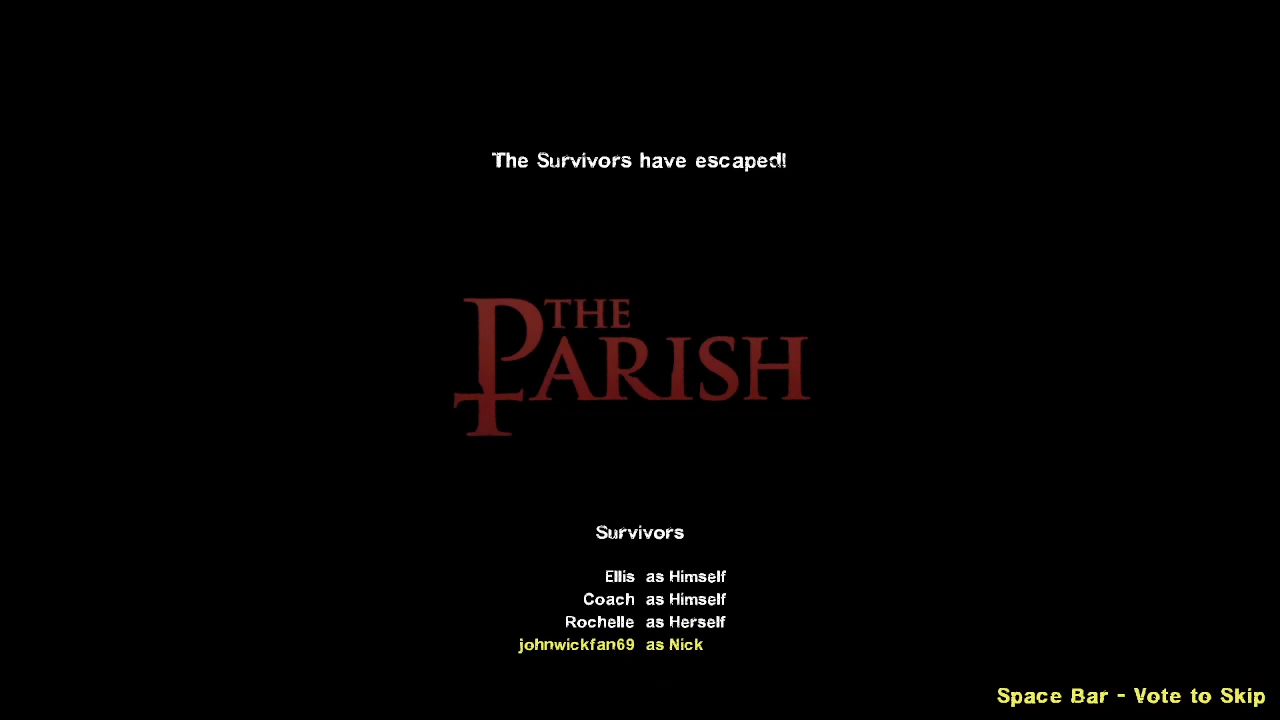 The Survivors have escaped!
THE
PARISH
Survivors
Ellis as Himself
Coach as Himself
Rochelle as Herself
johnwickfan69 as Nick
Space Bar - Vote to Skip